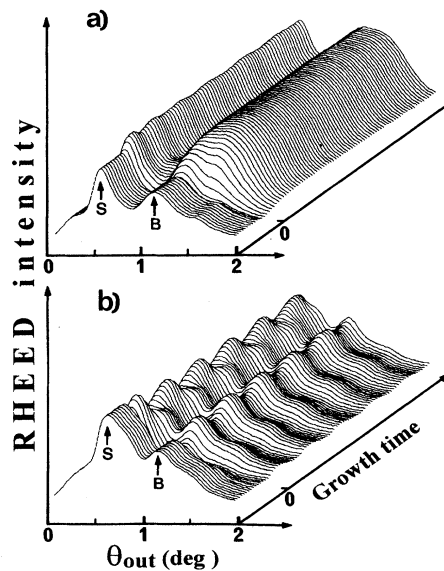 a)
RHEED intensity
S
B
0
0
1
2
b)
S
B
0
Growth time
0
1
2
θout (deg)